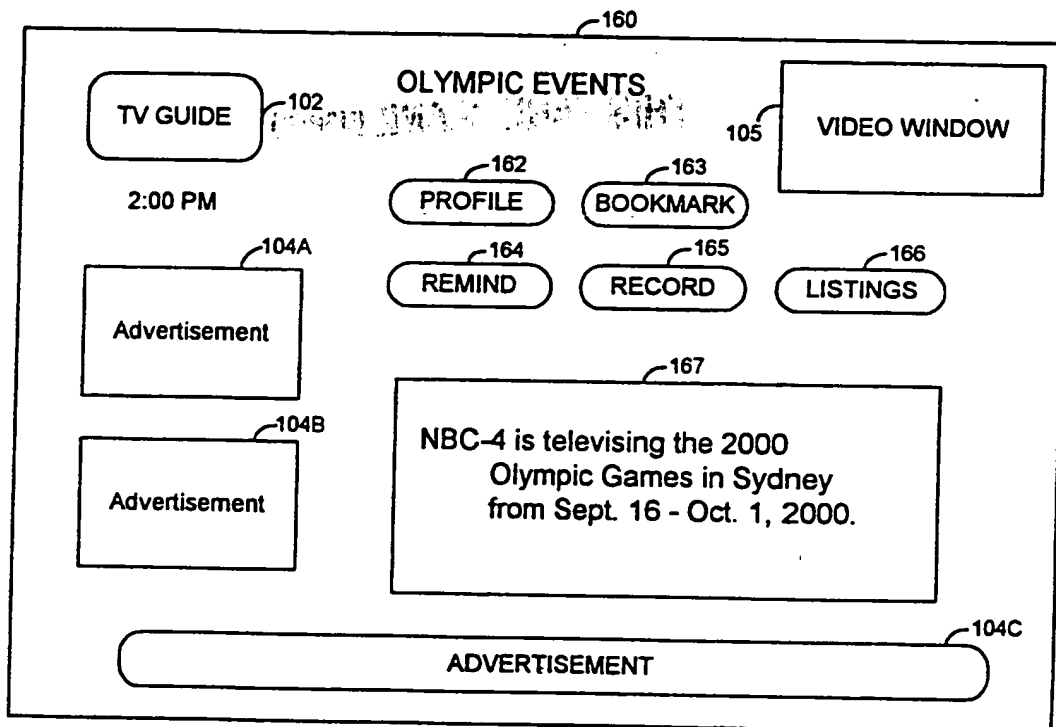 160
OLYMPIC EVENTS
TV GUIDE
102
105
VIDEO WINDOW
2:00 PM
162
163
PROFILE
BOOKMARK
164
165
166
REMIND
RECORD
LISTINGS
104A
Advertisement
167
104B
Advertisement
NBC-4 is televising the 2000
Olympic Games in Sydney
from Sept. 16 - Oct. 1, 2000.
104C
ADVERTISEMENT